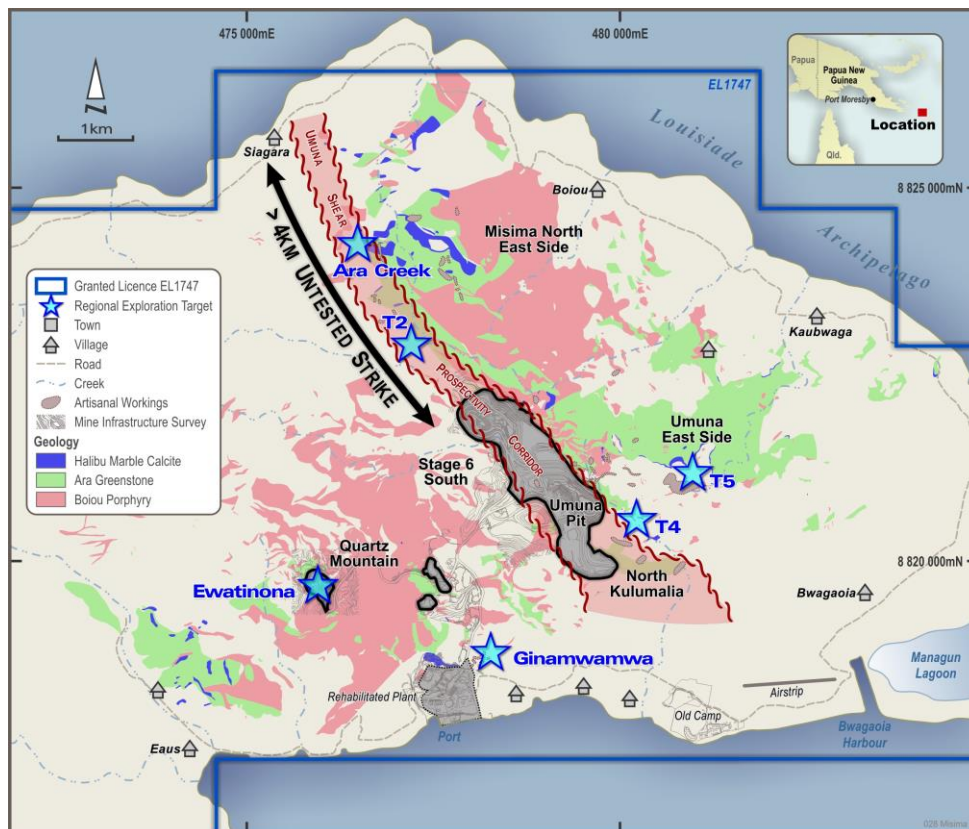 475 000mE
480 000mE
EL1747
Papua
Papua New
Guinea
Port Moresby
Location
Qld.
1km
Siagara
UMUNA
SHEAR
Louisiade
Archipelago
Boiou
8 825 000mN
Misima North
East Side
Ara Creek
> 4KM UNTESTED STRIKE
T2
PROSPECTIVITY
CORRIDOR
Kaubwaga
Granted Licence EL1747
Regional Exploration Target
Town
Village
Road
Creek
Artisanal Workings
Mine Infrastructure Survey
Geology
Halibu Marble Calcite
Ara Greenstone
Boiou Porphyry
Umuna
East Side
T5
Stage 6
South
Umuna
Pit
T4
Quartz
Mountain
8 820 000mN
Ewatinona
North
Kulumalia
Bwagaoia
Ginamwamwa
Managun
Lagoon
Rehabilitated Plant
Airstrip
Old Camp
Port
Bwagaoia
Harbour
Eaus
028 Misima
N